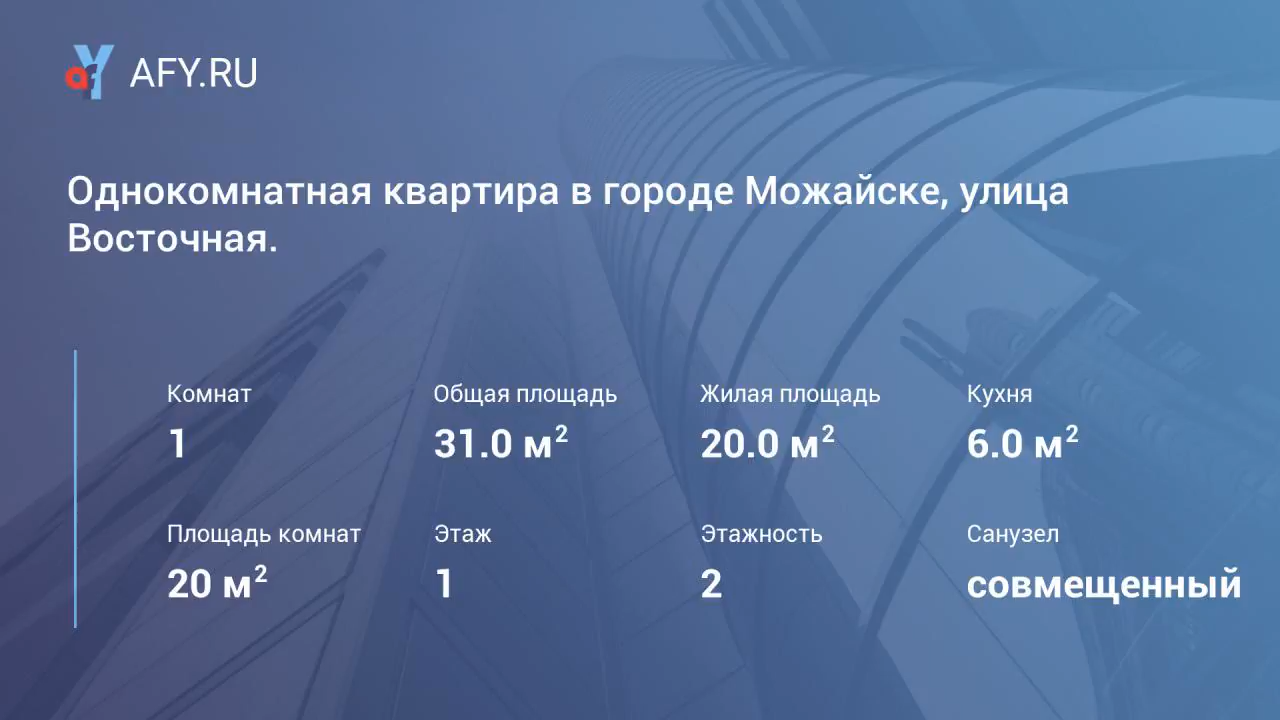 AFY.RU
Однокомнатная квартира в городе Можайске, улица
Восточная.
Комнат
1
Общая площадь
31.0 м²
Жилая площадь
20.0 м²
Кухня
6.0 м²
Площадь комнат
20 м²
Этаж
1
Этажность
2
Санузел
совмещенный